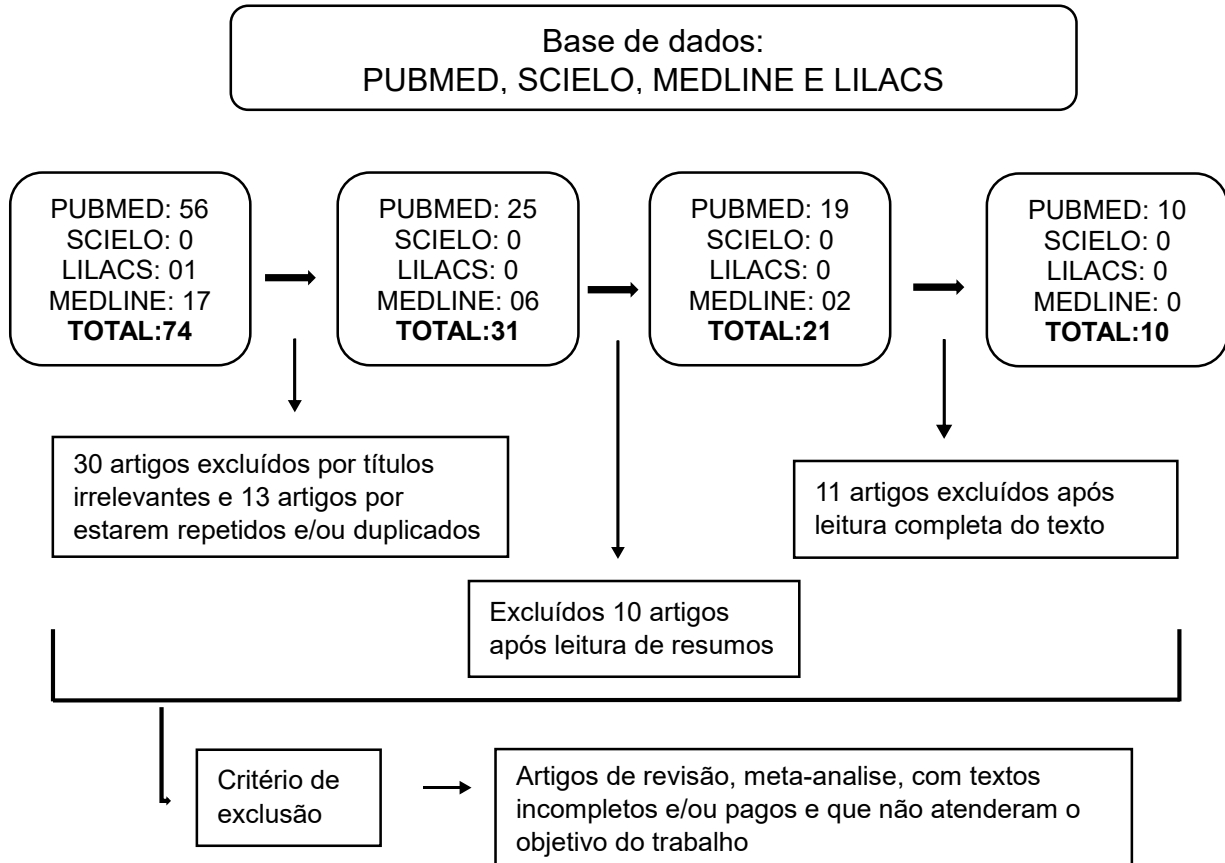 Base de dados:
PUBMED, SCIELO, MEDLINE E LILACS
PUBMED: 56
SCIELO: 0
LILACS: 01
MEDLINE: 17
TOTAL:74
PUBMED: 25
SCIELO: 0
LILACS: 0
MEDLINE: 06
TOTAL:31
PUBMED: 19
SCIELO: 0
LILACS: 0
MEDLINE: 02
TOTAL:21
PUBMED: 10
SCIELO: 0
LILACS: 0
MEDLINE: 0
TOTAL:10
30 artigos excluídos por títulos
irrelevantes e 13 artigos por
estarem repetidos e/ou duplicados
11 artigos excluídos após
leitura completa do texto
Excluídos 10 artigos
após leitura de resumos
Critério de
exclusão
Artigos de revisão, meta-analise, com textos
incompletos e/ou pagos e que não atenderam o
objetivo do trabalho